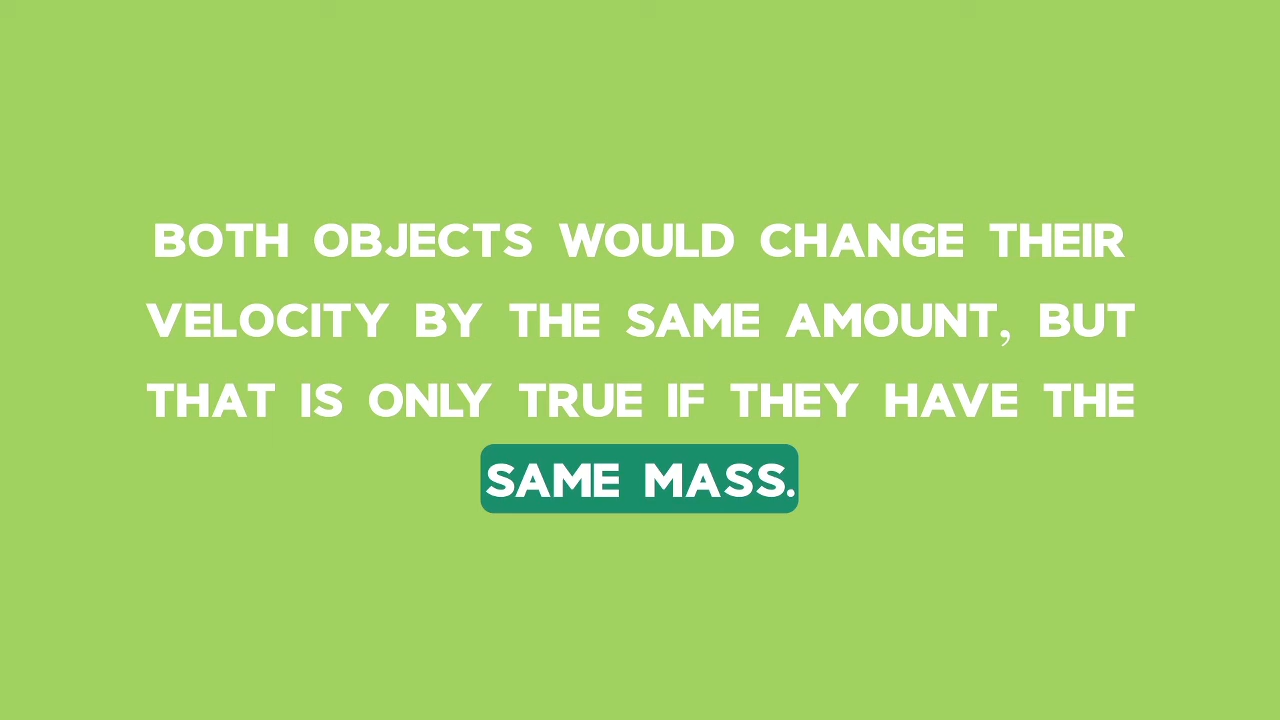 BOTH OBJECTS WOULD CHANGE THEIR
VELOCITY BY THE SAME AMOUNT, BUT
THAT IS ONLY TRUE IF THEY HAVE THE
SAME MASS.